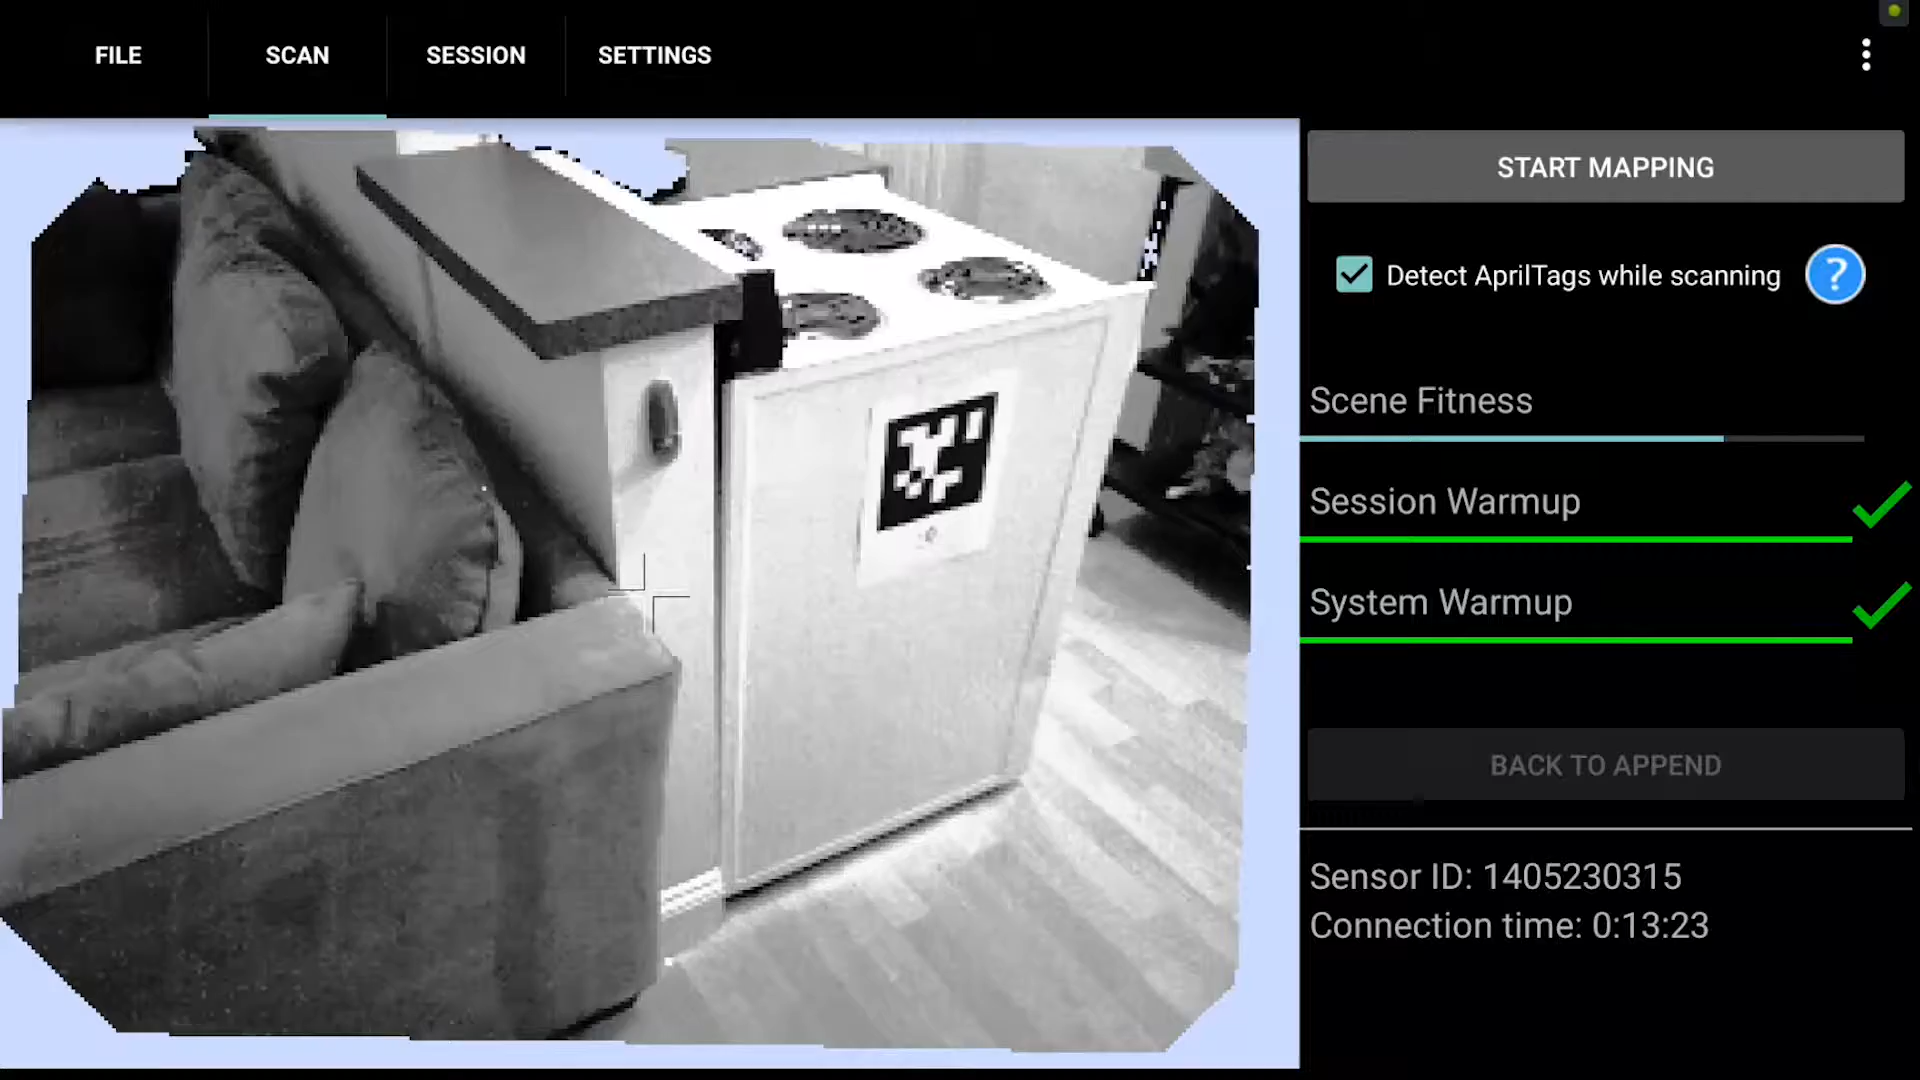 FILE
SCAN
SESSION
SETTINGS
START MAPPING
Detect AprilTags while scanning
?
Scene Fitness
Session Warmup
System Warmup
BACK TO APPEND
Sensor ID: 1405230315
Connection time: 0:13:23